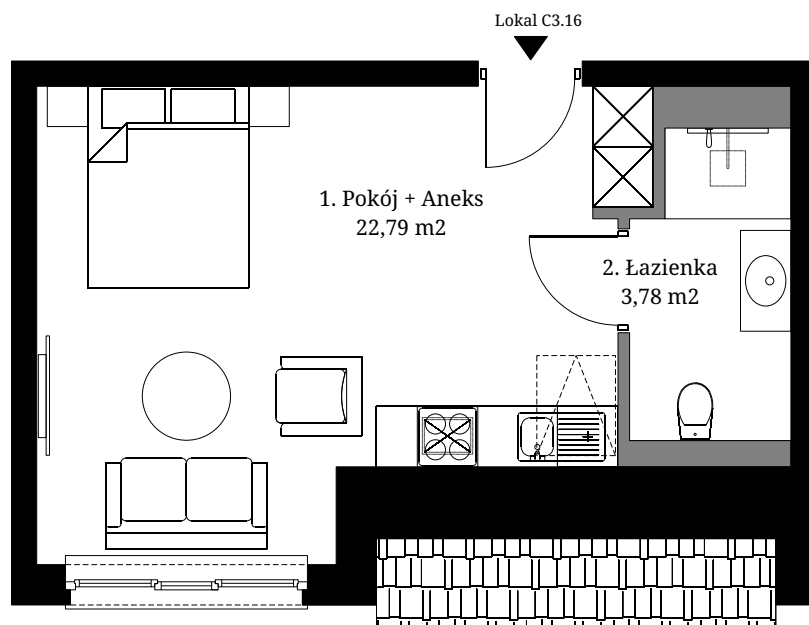 Lokal C3.16
1. Pokój + Aneks
22,79 m2
2. Łazienka
3,78 m2